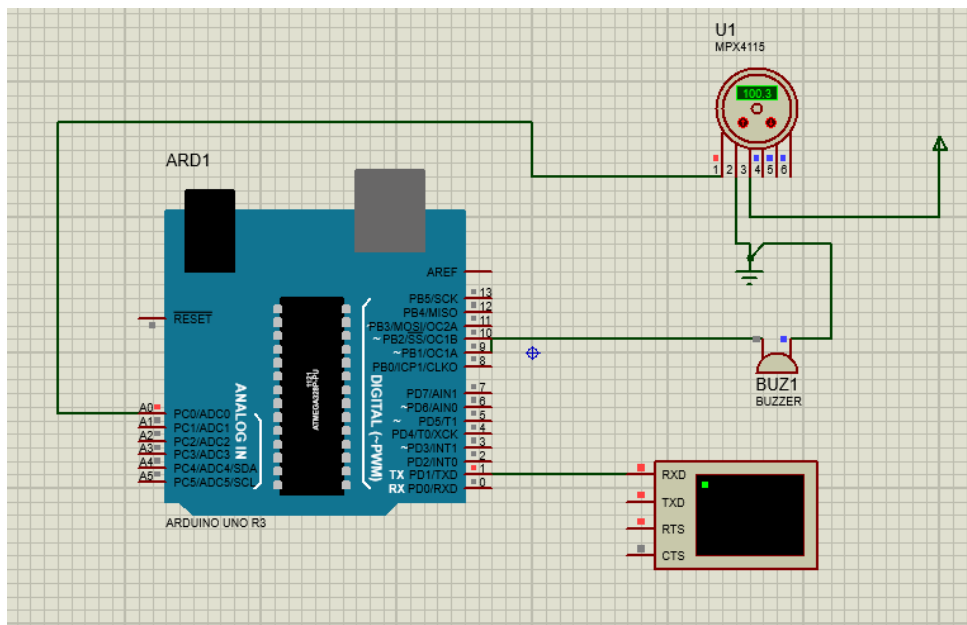 U1
MPX4115
100.3
1 2 3 4 5 6
ARD1
AREF
RESET
PB5/SCK 13
PB4/MISO 12
PB3/MOSI/OC2A 11
~ PB2/SS/OC1B 10
~ PB1/OC1A 9
PB0/ICP1/CLKO 8
PD7/AIN1 7
~ PD6/AIN0 6
~ PD5/T1 5
PD4/T0/XCK 4
~ PD3/INT1 3
PD2/INT0 2
TX PD1/TXD 1
RX PD0/RXD 0
A0 PC0/ADC0
A1 PC1/ADC1
A2 PC2/ADC2
A3 PC3/ADC3
A4 PC4/ADC4/SDA
A5 PC5/ADC5/SCL
ANALOG IN
ATMEGA328P-PU
1121
DIGITAL (~PWM)
ARDUINO UNO R3
BUZ1
BUZZER
RXD
TXD
RTS
CTS